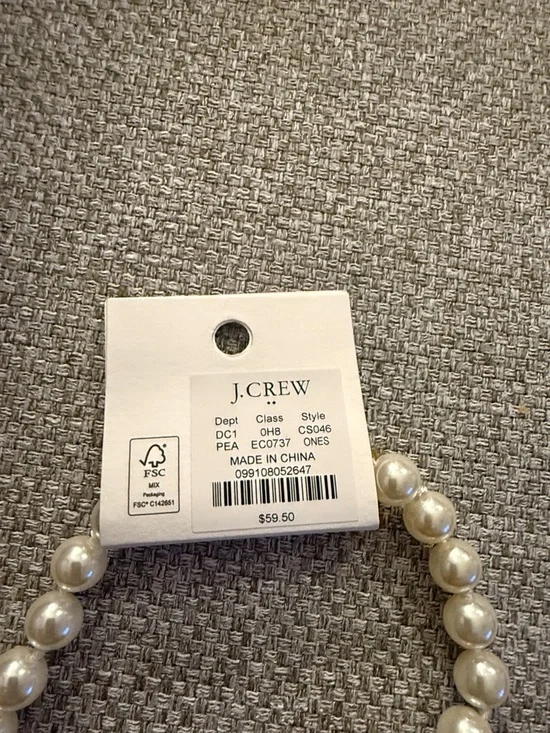 J.CREW
Dept Class Style
DC1 0H8 CS046
PEA EC0737 ONES
MADE IN CHINA
099108052647
$59.50
FSC
MIX
Packaging
FSC® C142651